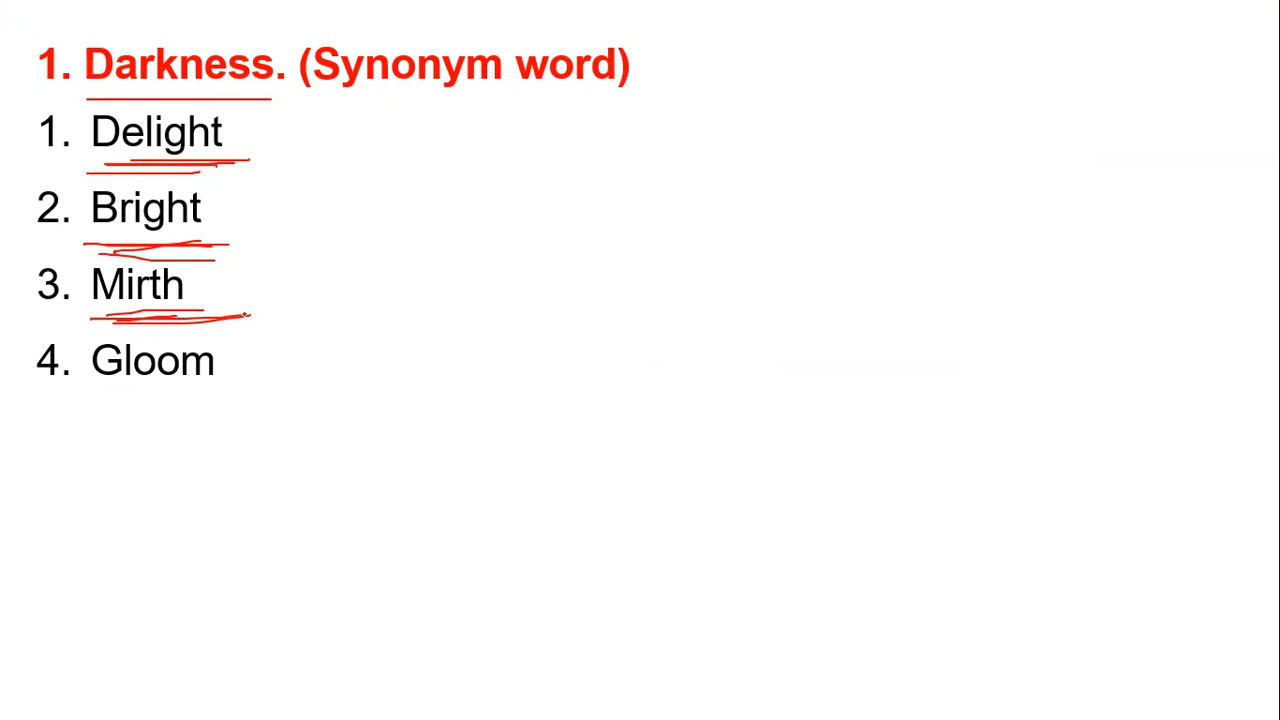 1. Darkness. (Synonym word)
1. Delight
2. Bright
3. Mirth
4. Gloom